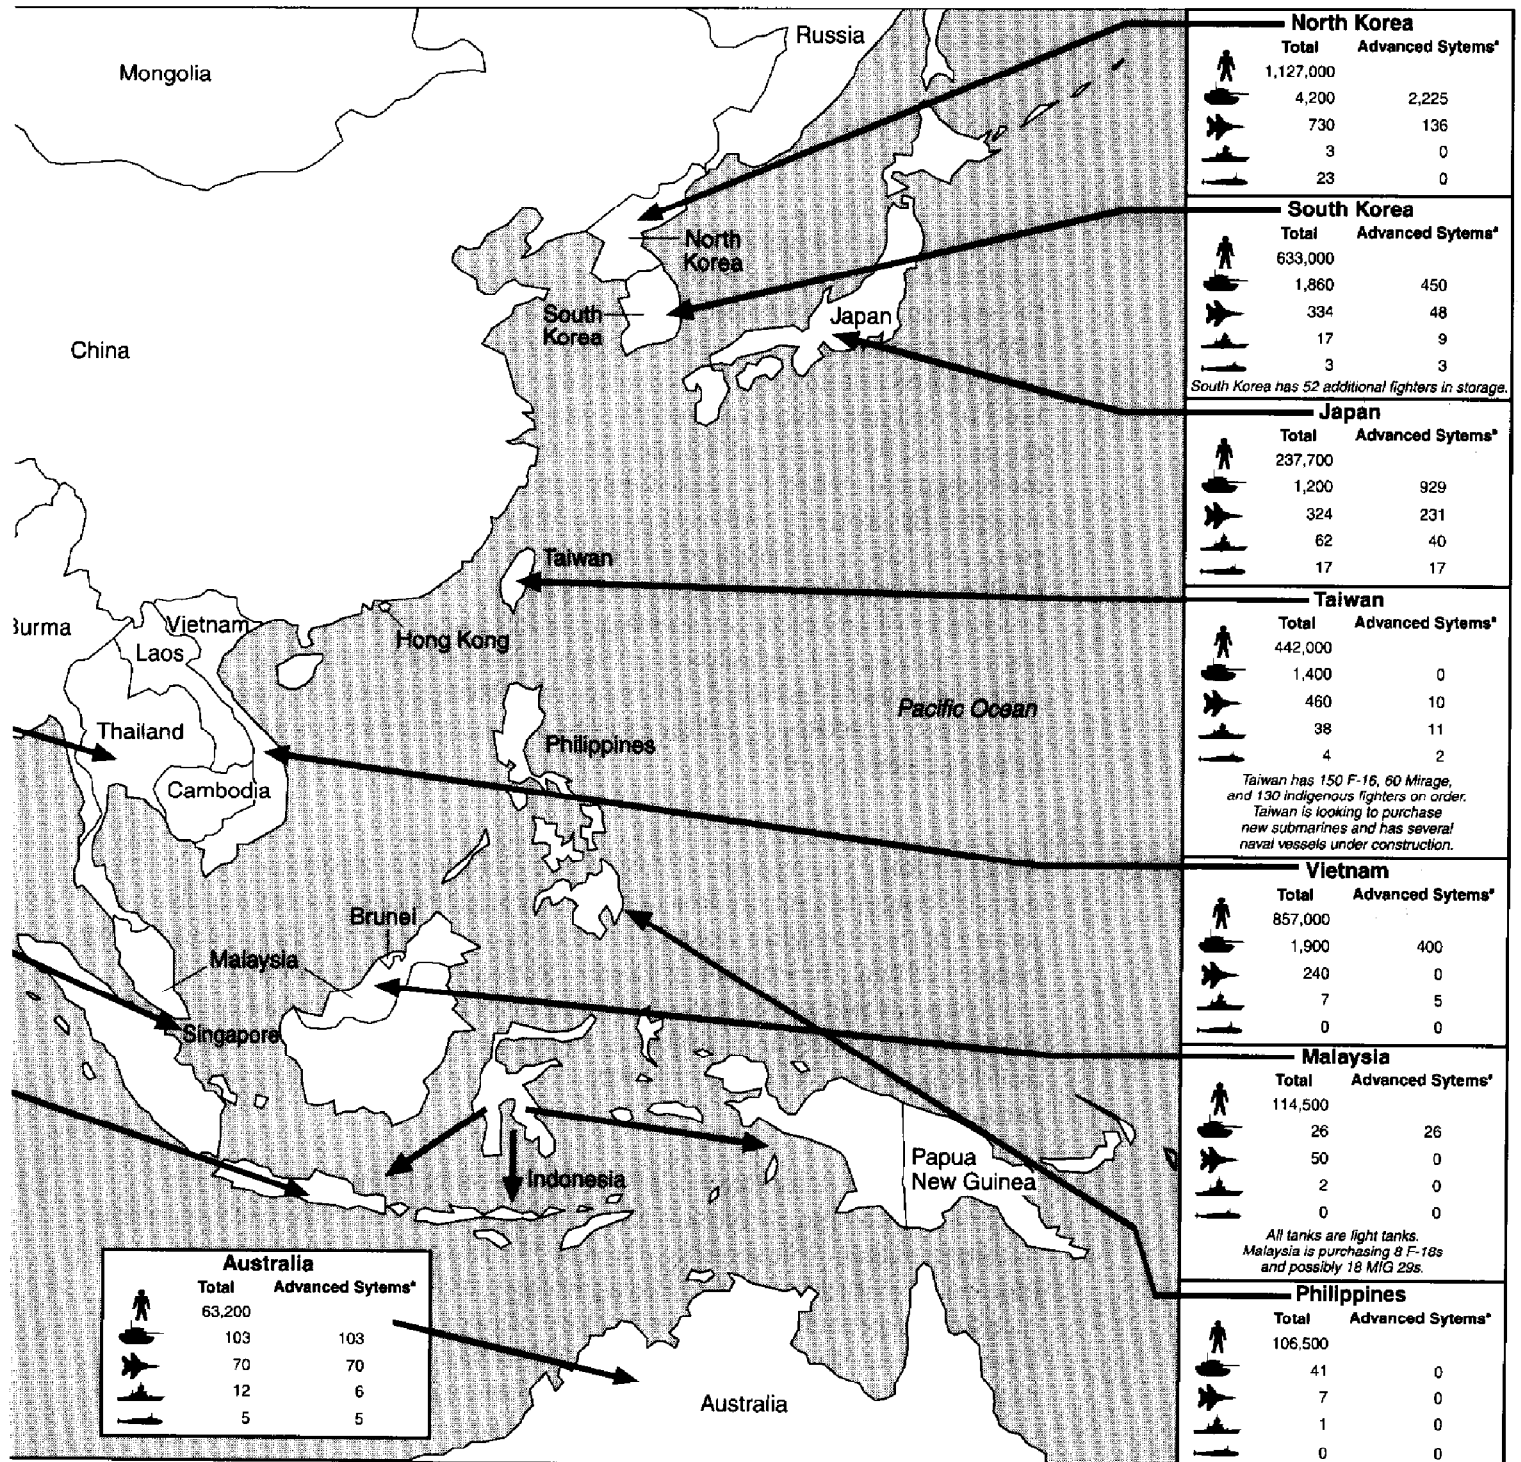 Mongolia
Russia
China
North
Korea
South
Korea
Japan
Taiwan
Hong Kong
Vietnam
Laos
Thailand
Cambodia
Pacific Ocean
Philippines
Brunei
Malaysia
Singapore
Indonesia
Papua
New Guinea
Australia
North Korea
Total Advanced Sytems*
1,127,000
4,200 2,225
730 136
3 0
23 0
South Korea
Total Advanced Sytems*
633,000
1,860 450
334 48
17 9
3 3
South Korea has 52 additional fighters in storage.
Japan
Total Advanced Sytems*
237,700
1,200 929
324 231
62 40
17 17
Taiwan
Total Advanced Sytems*
442,000
1,400 0
460 10
38 11
4 2
Taiwan has 150 F-16, 60 Mirage,
and 130 indigenous fighters on order.
Taiwan is looking to purchase
new submarines and has several
naval vessels under construction.
Vietnam
Total Advanced Sytems*
857,000
1,900 400
240 0
7 5
0 0
Malaysia
Total Advanced Sytems*
114,500
26 26
50 0
2 0
0 0
All tanks are light tanks.
Malaysia is purchasing 8 F-18s
and possibly 18 MIG 29s.
Philippines
Total Advanced Sytems*
106,500
41 0
7 0
1 0
0 0
Australia
Total Advanced Sytems*
63,200
103 103
70 70
12 6
5 5